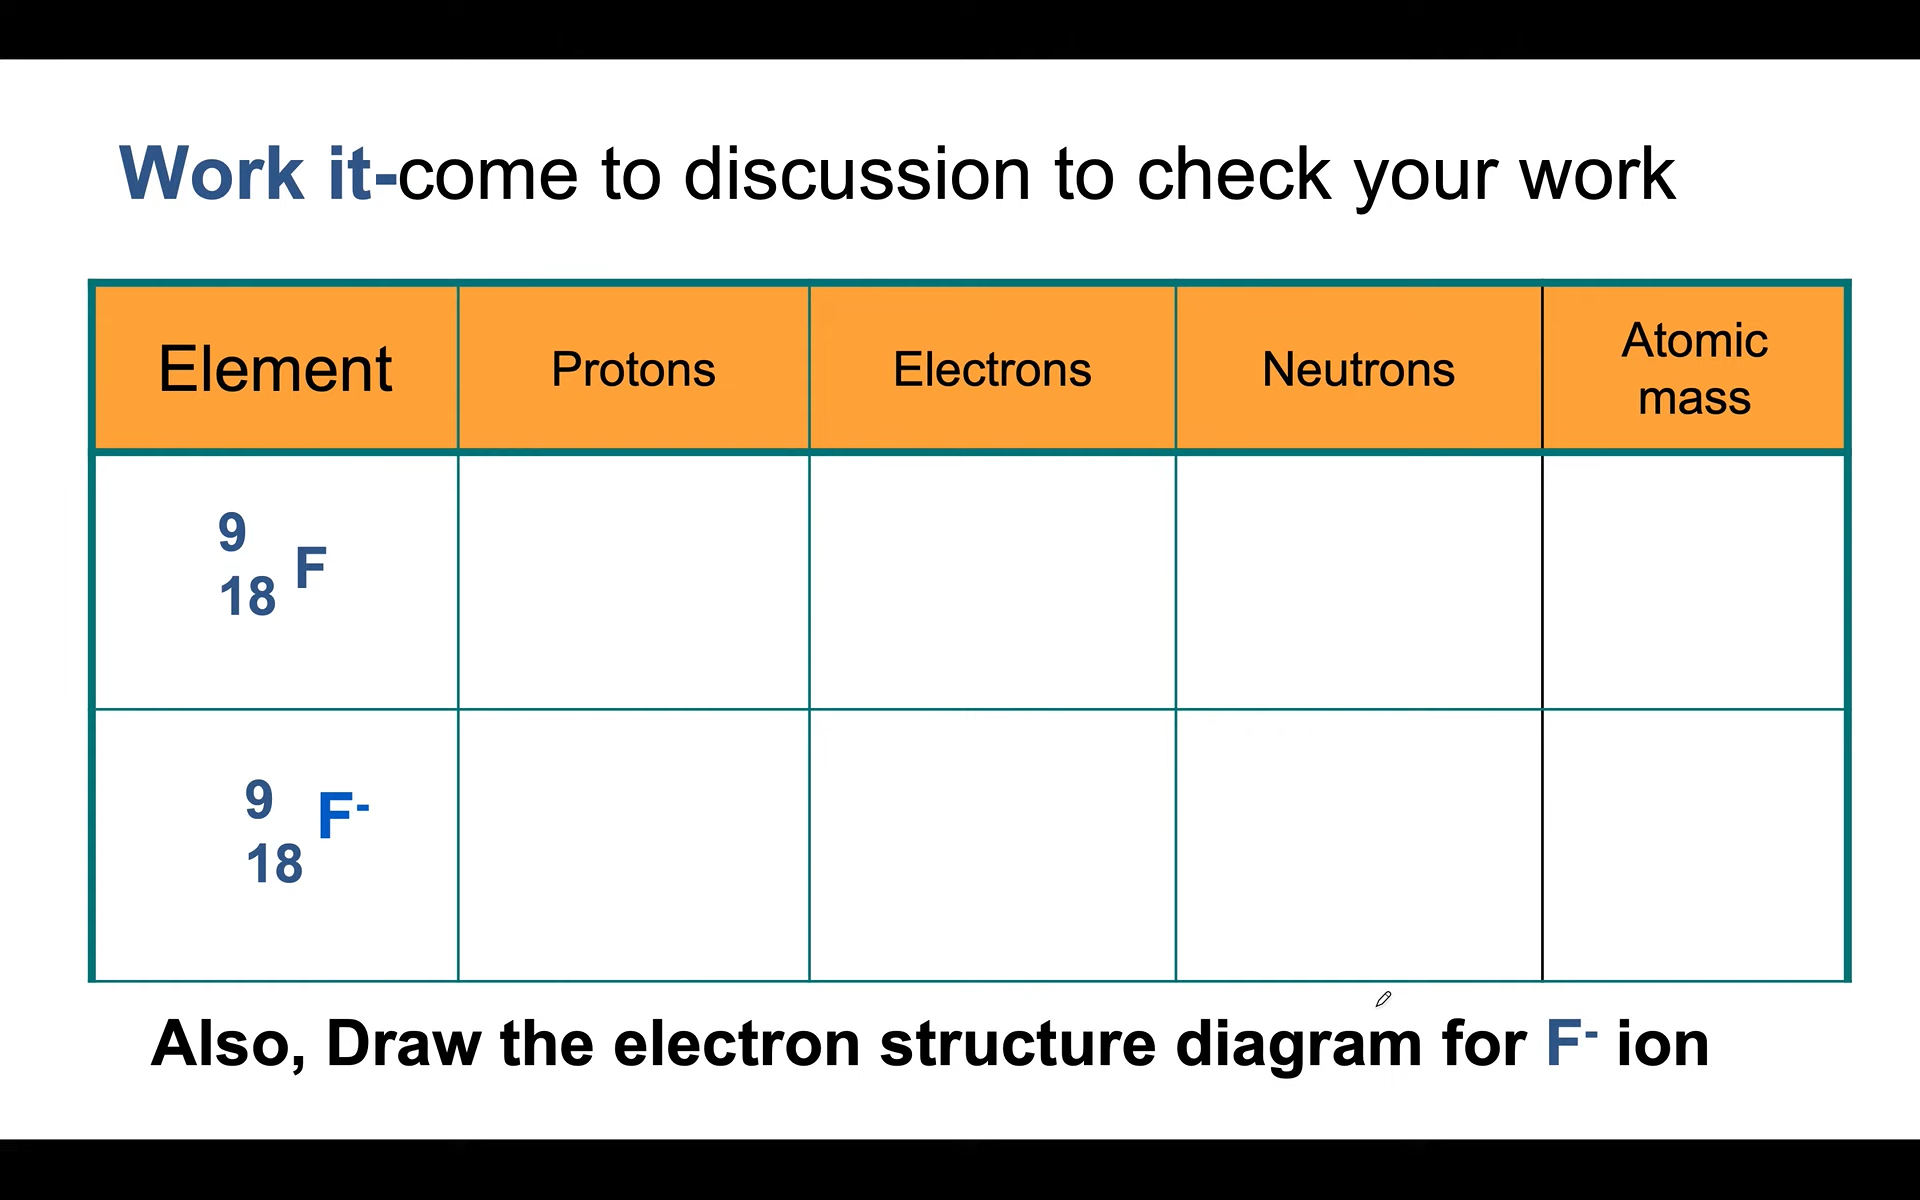 Work it-come to discussion to check your work
Element Protons Electrons Neutrons Atomic mass
9
18 F
9
18 F-
Also, Draw the electron structure diagram for F- ion